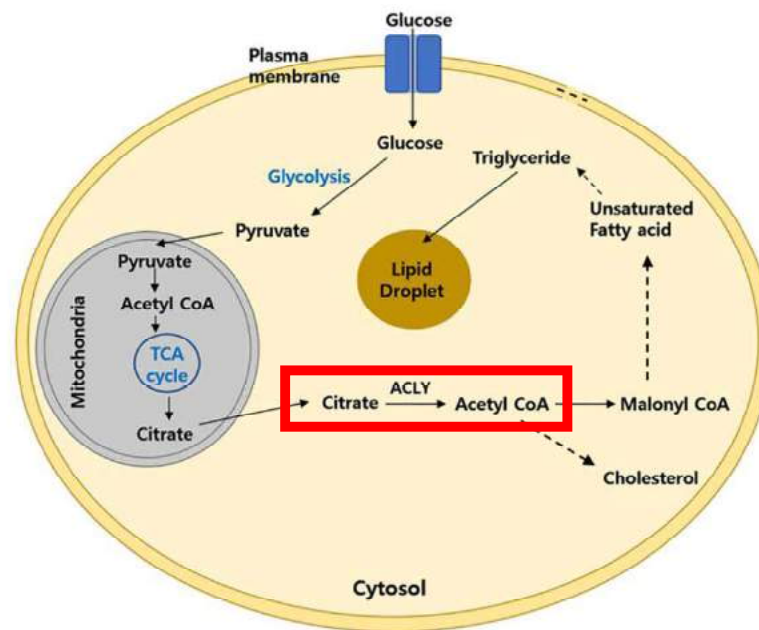 Glucose
Plasma
membrane
Glucose
Triglyceride
Glycolysis
Unsaturated
Fatty acid
Pyruvate
Pyruvate
Lipid
Droplet
Acetyl CoA
Mitochondria
TCA
cycle
ACLY
Citrate
Acetyl CoA
Malonyl CoA
Citrate
Cholesterol
Cytosol